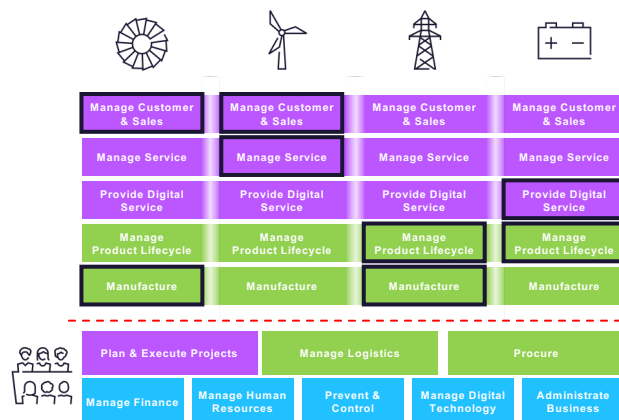 Manage Customer
& Sales
Manage Customer
& Sales
Manage Customer
& Sales
Manage Customer
& Sales
Manage Service
Manage Service
Manage Service
Manage Service
Provide Digital
Service
Provide Digital
Service
Provide Digital
Service
Provide Digital
Service
Manage
Product Lifecycle
Manage
Product Lifecycle
Manage
Product Lifecycle
Manage
Product Lifecycle
Manufacture
Manufacture
Manufacture
Manufacture
Plan & Execute Projects
Manage Logistics
Procure
Manage Finance
Manage Human
Resources
Prevent &
Control
Manage Digital
Technology
Administrate
Business